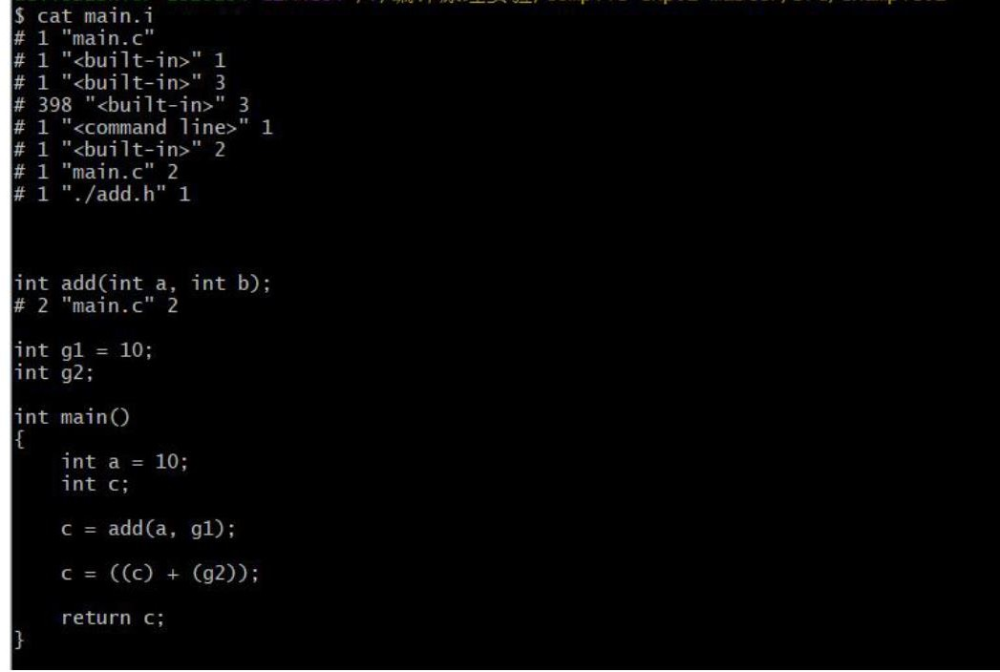 $ cat main.i
# 1 "main.c"
# 1 "<built-in>" 1
# 1 "<built-in>" 3
# 398 "<built-in>" 3
# 1 "<command line>" 1
# 1 "<built-in>" 2
# 1 "main.c" 2
# 1 "./add.h" 1
int add(int a, int b);
# 2 "main.c" 2
int g1 = 10;
int g2;
int main()
{
    int a = 10;
    int c;
    c = add(a, g1);
    c = ((c) + (g2));
    return c;
}